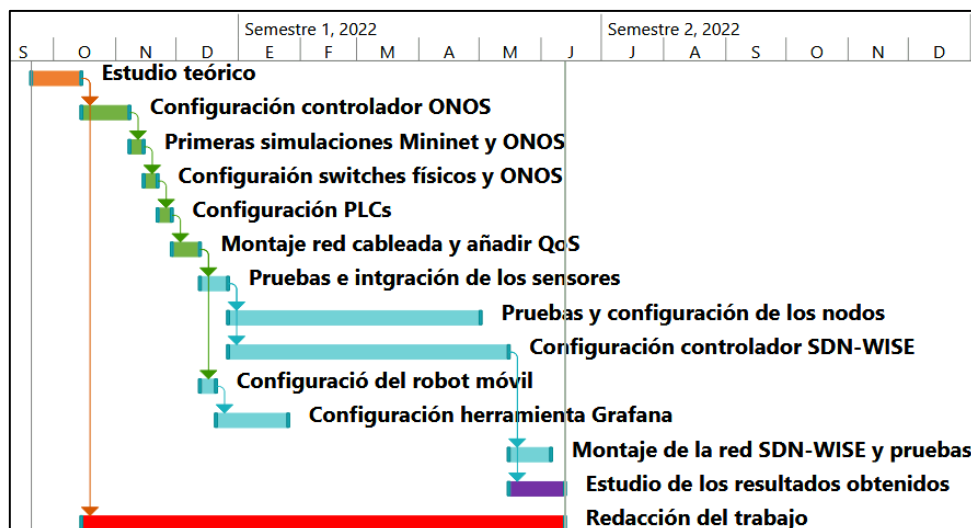 Semestre 1, 2022 Semestre 2, 2022
S O N D E F M A M J J A S O N D
Estudio teórico
Configuración controlador ONOS
Primeras simulaciones Mininet y ONOS
Configuraión switches físicos y ONOS
Configuración PLCs
Montaje red cableada y añadir QoS
Pruebas e intgración de los sensores
Pruebas y configuración de los nodos
Configuración controlador SDN-WISE
Configuració del robot móvil
Configuración herramienta Grafana
Montaje de la red SDN-WISE y pruebas
Estudio de los resultados obtenidos
Redacción del trabajo